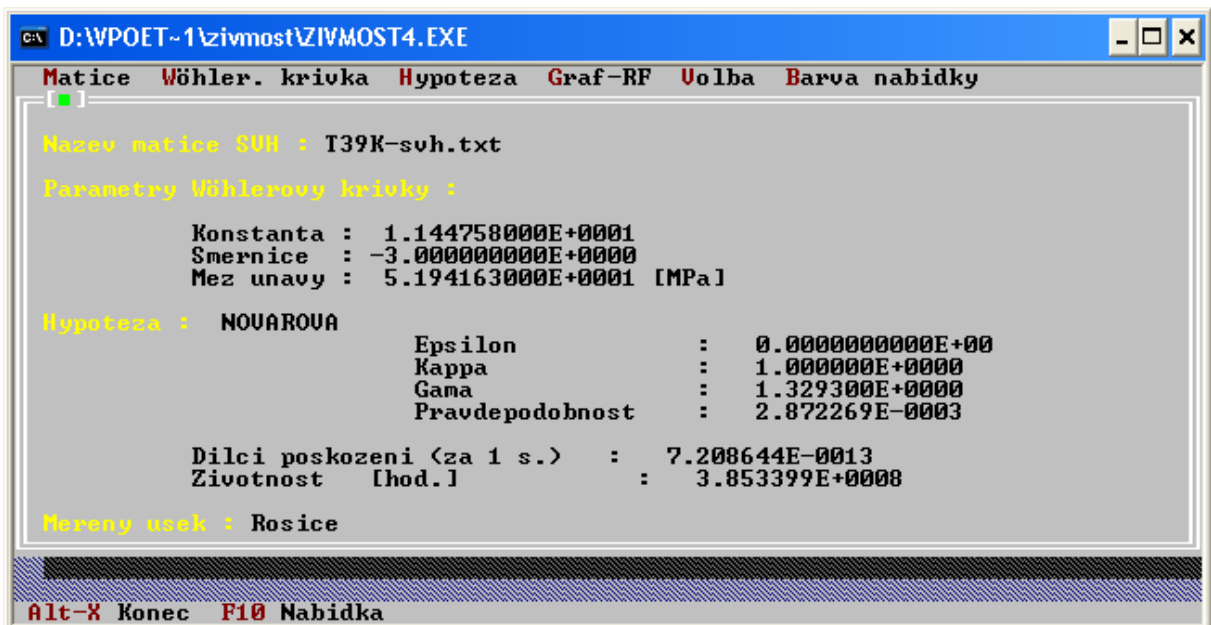 D:\VPOET~1\zivmost\ZIVMOST4.EXE
Matice Wöhler. krivka Hypoteza Graf-RF Volba Barva nabidky
[■]
Nazev matice SVH : T39K-svh.txt
Parametry Wöhlerovy krivky :
Konstanta : 1.144758000E+0001
Smernice : -3.000000000E+0000
Mez unavy : 5.194163000E+0001 [MPa]
Hypoteza : NOVAROVA
Epsilon : 0.0000000000E+00
Kappa : 1.000000E+0000
Gama : 1.329300E+0000
Pravdepodobnost : 2.872269E-0003
Dilci poskozeni (za 1 s.) : 7.208644E-0013
Zivotnost [hod.] : 3.853399E+0008
Mereny usek : Rosice
Alt-X Konec F10 Nabidka